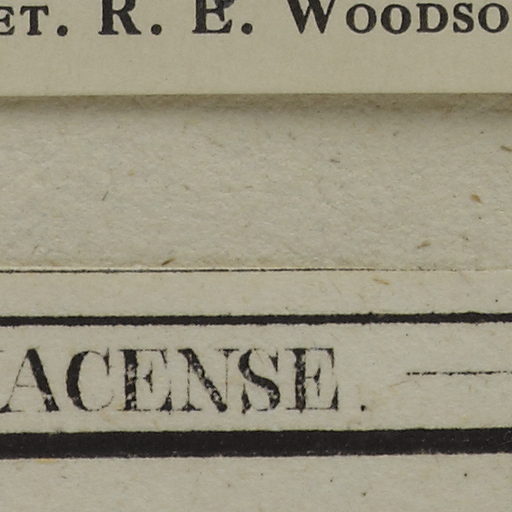 ET. R. E. WOODSO
ACENSE.